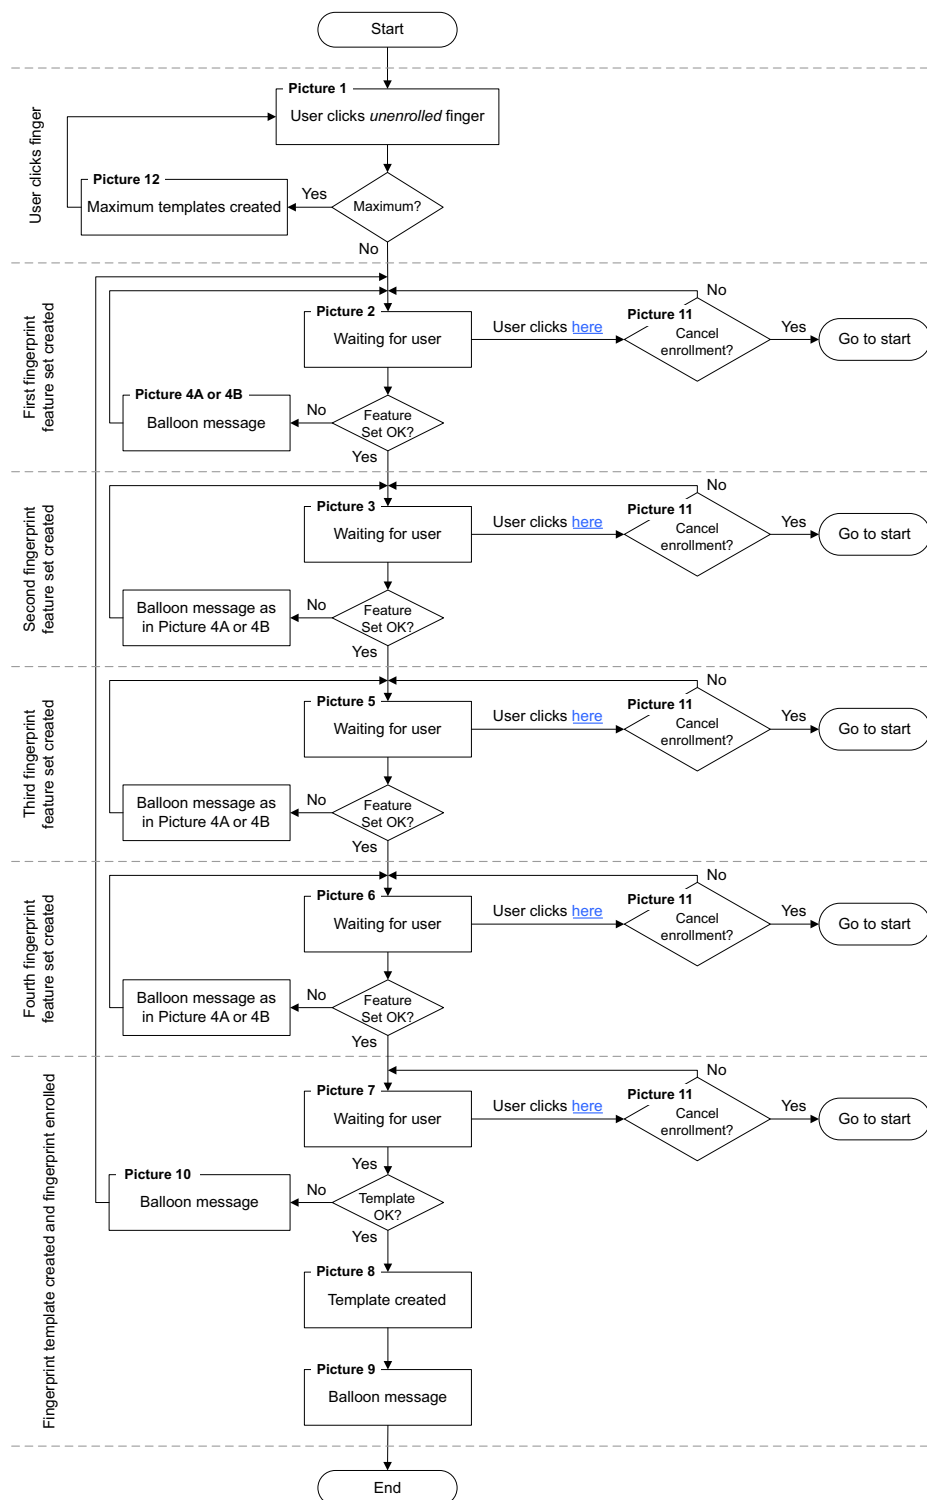 Start
User clicks finger
Picture 1
User clicks unenrolled finger
Picture 12
Maximum templates created
Yes
Maximum?
No
First fingerprint
feature set created
Picture 2
Waiting for user
User clicks here
No
Picture 11
Cancel
enrollment?
Yes
Go to start
Picture 4A or 4B
Balloon message
No
Feature
Set OK?
Yes
Second fingerprint
feature set created
Picture 3
Waiting for user
User clicks here
No
Picture 11
Cancel
enrollment?
Yes
Go to start
Balloon message as
in Picture 4A or 4B
No
Feature
Set OK?
Yes
Third fingerprint
feature set created
Picture 5
Waiting for user
User clicks here
No
Picture 11
Cancel
enrollment?
Yes
Go to start
Balloon message as
in Picture 4A or 4B
No
Feature
Set OK?
Yes
Fourth fingerprint
feature set created
Picture 6
Waiting for user
User clicks here
No
Picture 11
Cancel
enrollment?
Yes
Go to start
Balloon message as
in Picture 4A or 4B
No
Feature
Set OK?
Yes
Fingerprint template created and fingerprint enrolled
Picture 7
Waiting for user
User clicks here
No
Picture 11
Cancel
enrollment?
Yes
Go to start
Yes
Picture 10
Balloon message
No
Template
OK?
Yes
Picture 8
Template created
Picture 9
Balloon message
End